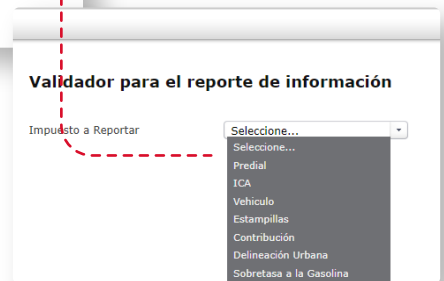 Validador para el reporte de información
Impuesto a Reportar
Seleccione...
Seleccione...
Predial
ICA
Vehiculo
Estampillas
Contribución
Delineación Urbana
Sobretasa a la Gasolina